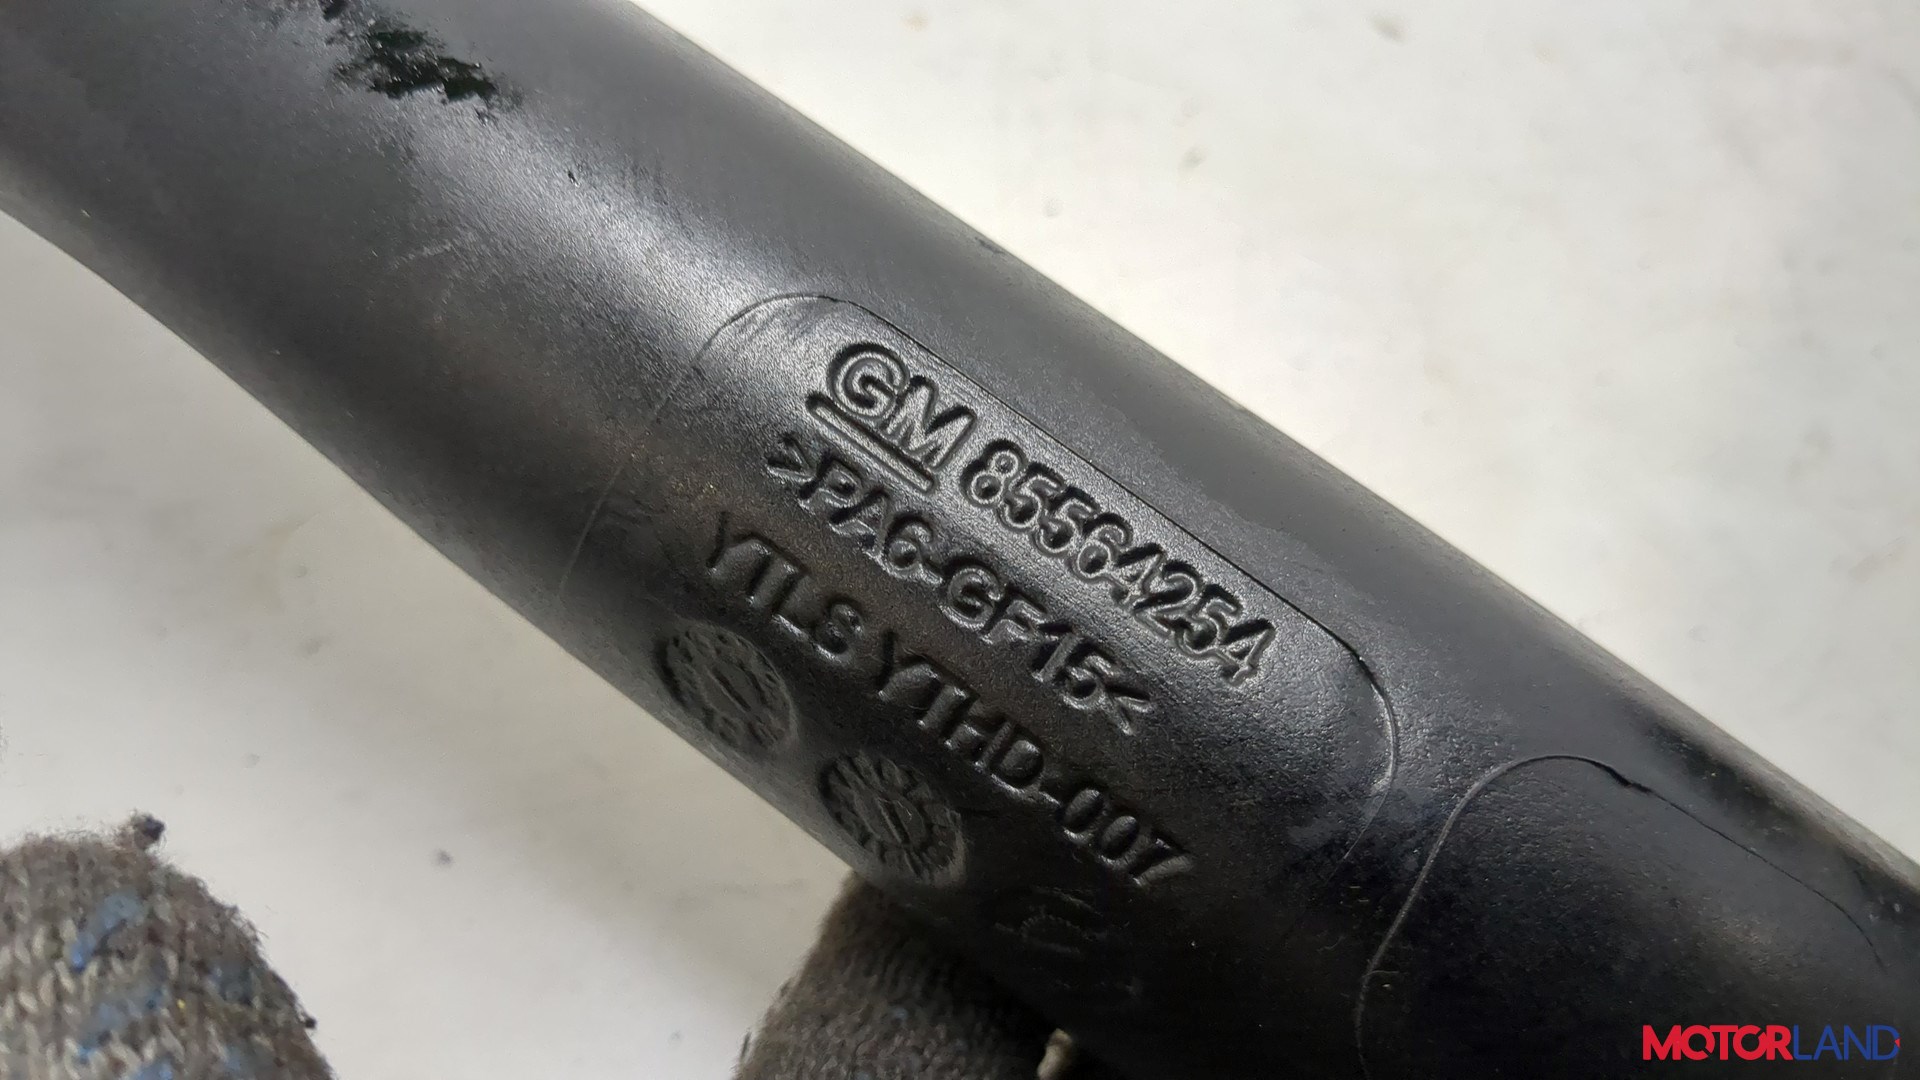 GM 85564254
>PA6-GF15<
YTLS YTHD-007
MOTORLAND